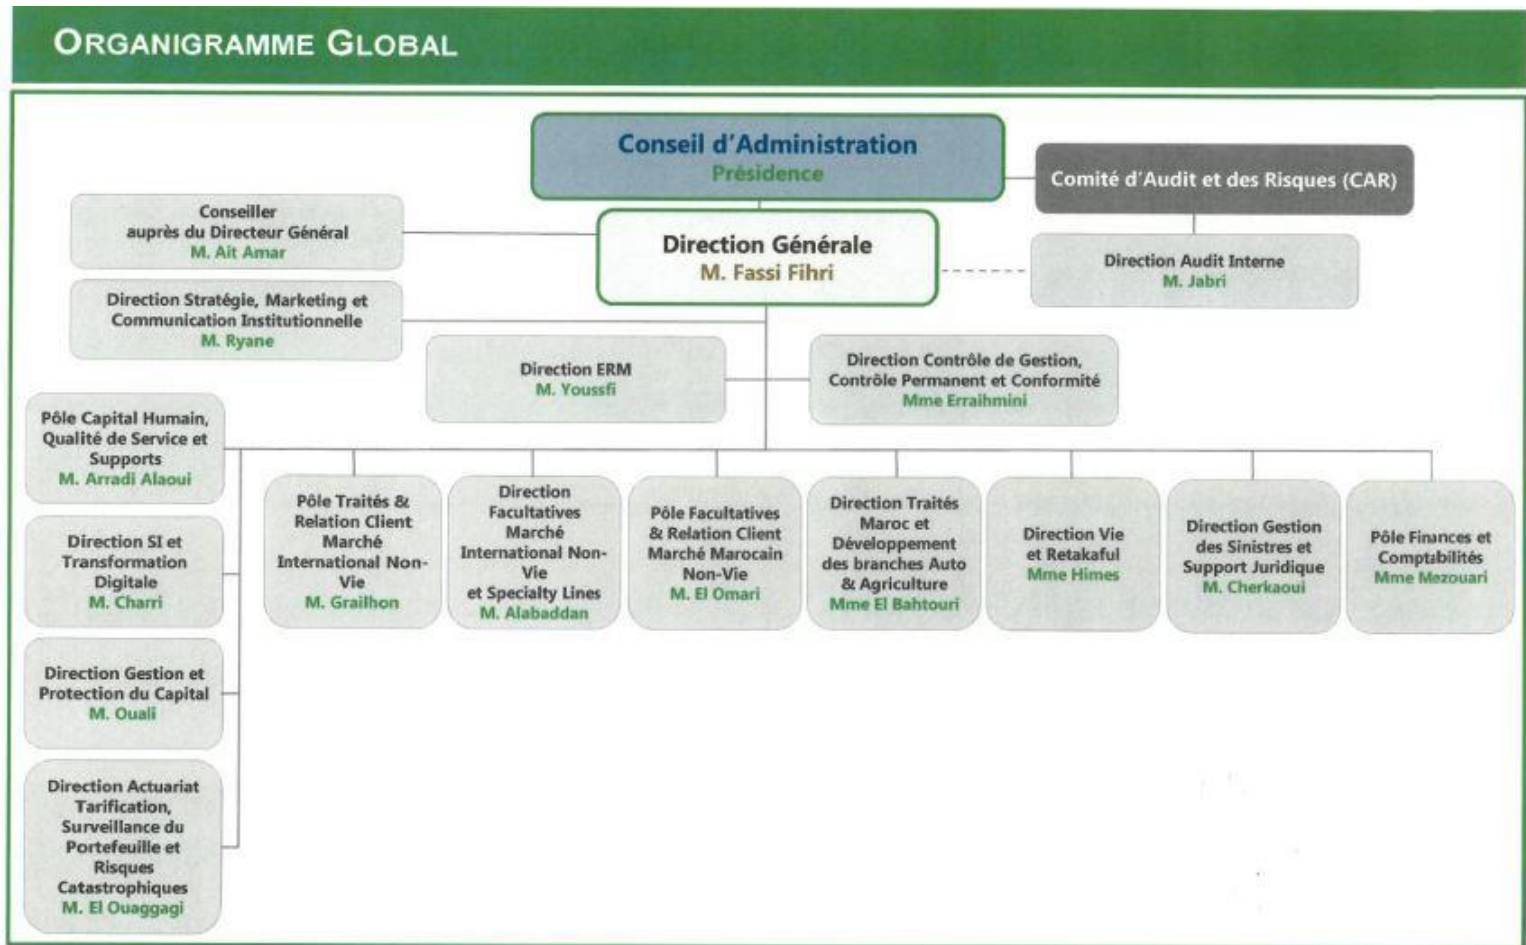 ORGANIGRAMME GLOBAL
Conseil d'Administration
Présidence
Comité d'Audit et des Risques (CAR)
Conseiller
auprès du Directeur Général
M. Ait Amar
Direction Générale
M. Fassi Fihri
Direction Audit Interne
M. Jabri
Direction Stratégie, Marketing et
Communication Institutionnelle
M. Ryane
Direction ERM
M. Youssfi
Direction Contrôle de Gestion,
Contrôle Permanent et Conformité
Mme Erraihmini
Pôle Capital Humain,
Qualité de Service et
Supports
M. Arradi Alaoui
Direction SI et
Transformation
Digitale
M. Charri
Direction Gestion et
Protection du Capital
M. Ouali
Direction Actuariat
Tarification,
Surveillance du
Portefeuille et
Risques
Catastrophiques
M. El Ouaggagi
Pôle Traités &
Relation Client
Marché
International Non-
Vie
M. Grailhon
Direction
Facultatives
Marché
International Non-
Vie
et Specialty Lines
M. Alabaddan
Pôle Facultatives
& Relation Client
Marché Marocain
Non-Vie
M. El Omari
Direction Traités
Maroc et
Développement
des branches Auto
& Agriculture
Mme El Bahtouri
Direction Vie
et Retakaful
Mme Himes
Direction Gestion
des Sinistres et
Support Juridique
M. Cherkaoui
Pôle Finances et
Comptabilités
Mme Mezouari